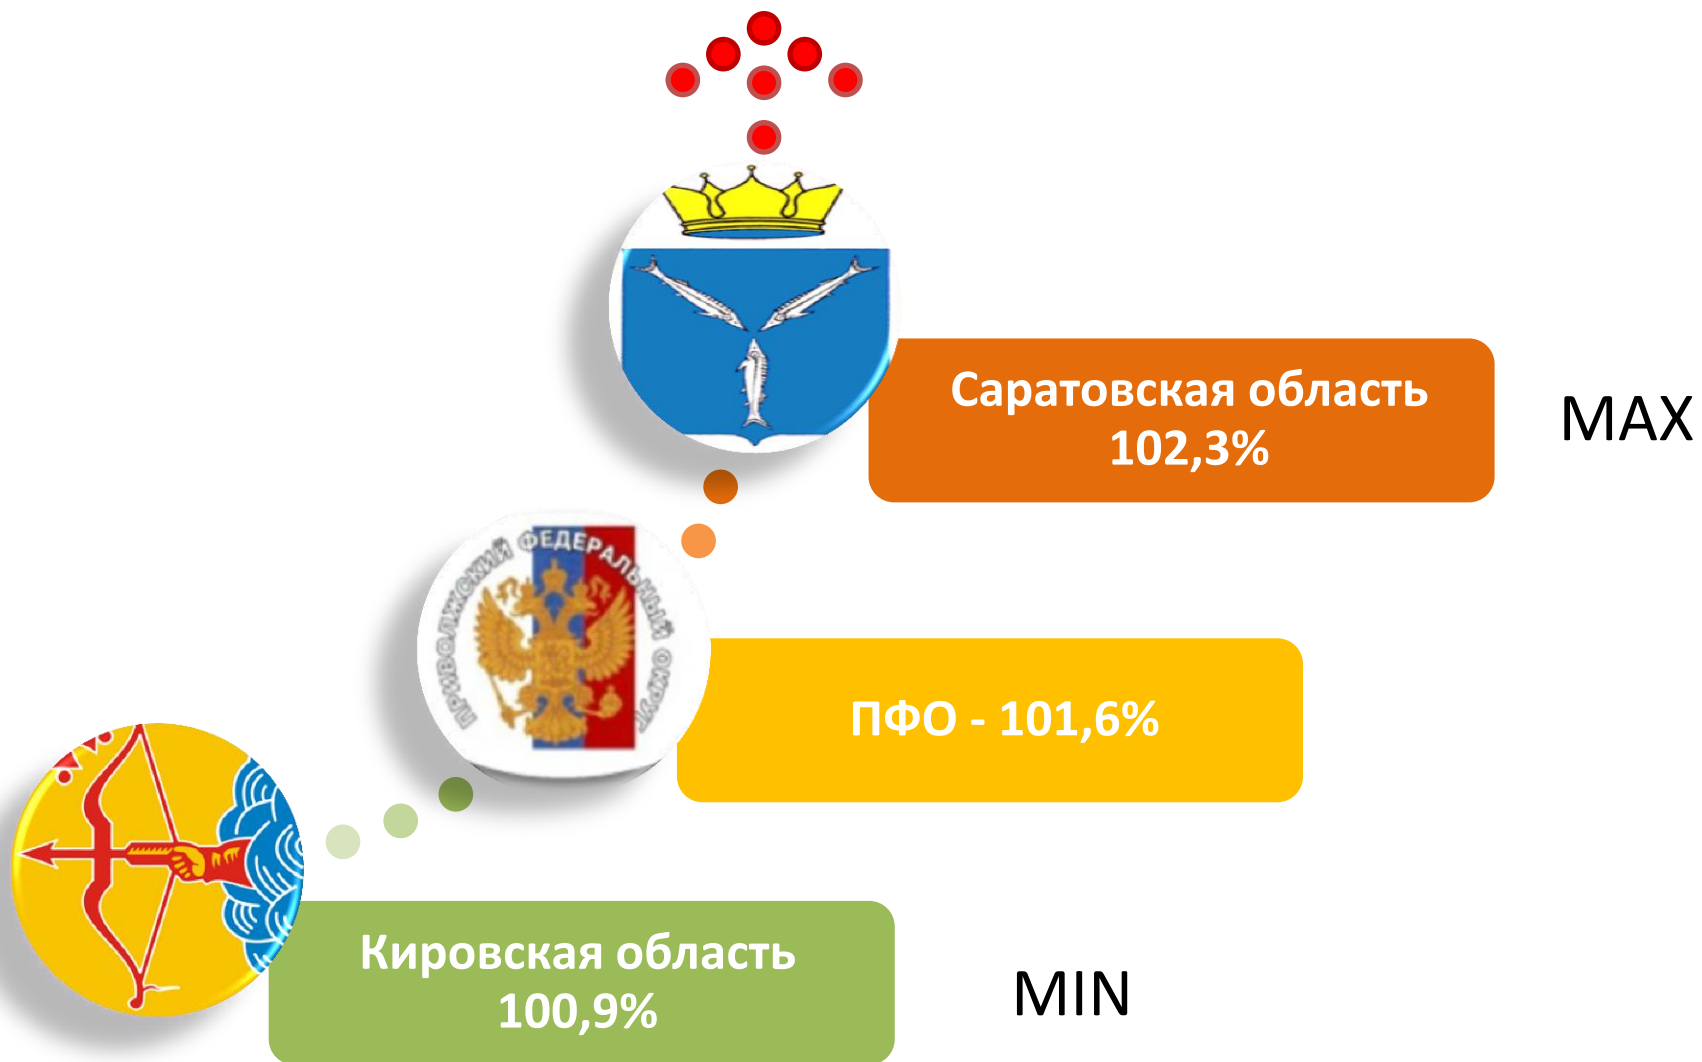 Саратовская область
102,3%
MAX
ПРИВОЛЖСКИЙ ФЕДЕРАЛЬНЫЙ ОКРУГ
ПФО - 101,6%
Кировская область
100,9%
MIN